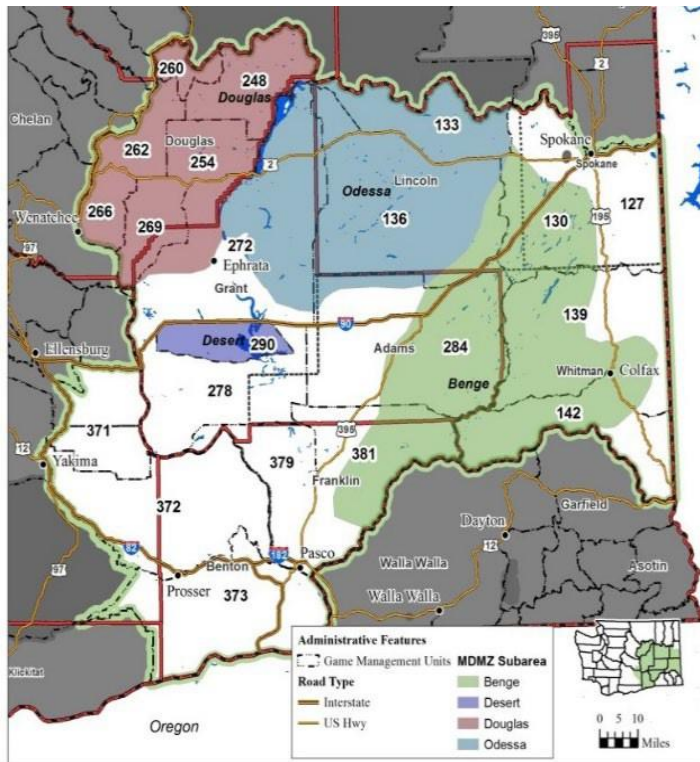 395
2
260
248
Douglas
Chelan
133
Douglas
262
254
Spokane
Spokane
2
Lincoln
Odessa
127
266
Wenatchee
269
130
195
136
97
272
Ephrata
Grant
90
139
Ellensburg
Desert
290
Adams
284
Whitman
Colfax
278
Benge
142
371
395
12
Yakima
379
381
Franklin
Garfield
372
Dayton
12
82
182
Pasco
Benton
Walla Walla
Asotin
97
Prosser
373
Walla Walla
Klickitat
Oregon
Administrative Features
Game Management Units
Road Type
Interstate
US Hwy
MDMZ Subarea
Benge
Desert
Douglas
Odessa
0 5 10
Miles